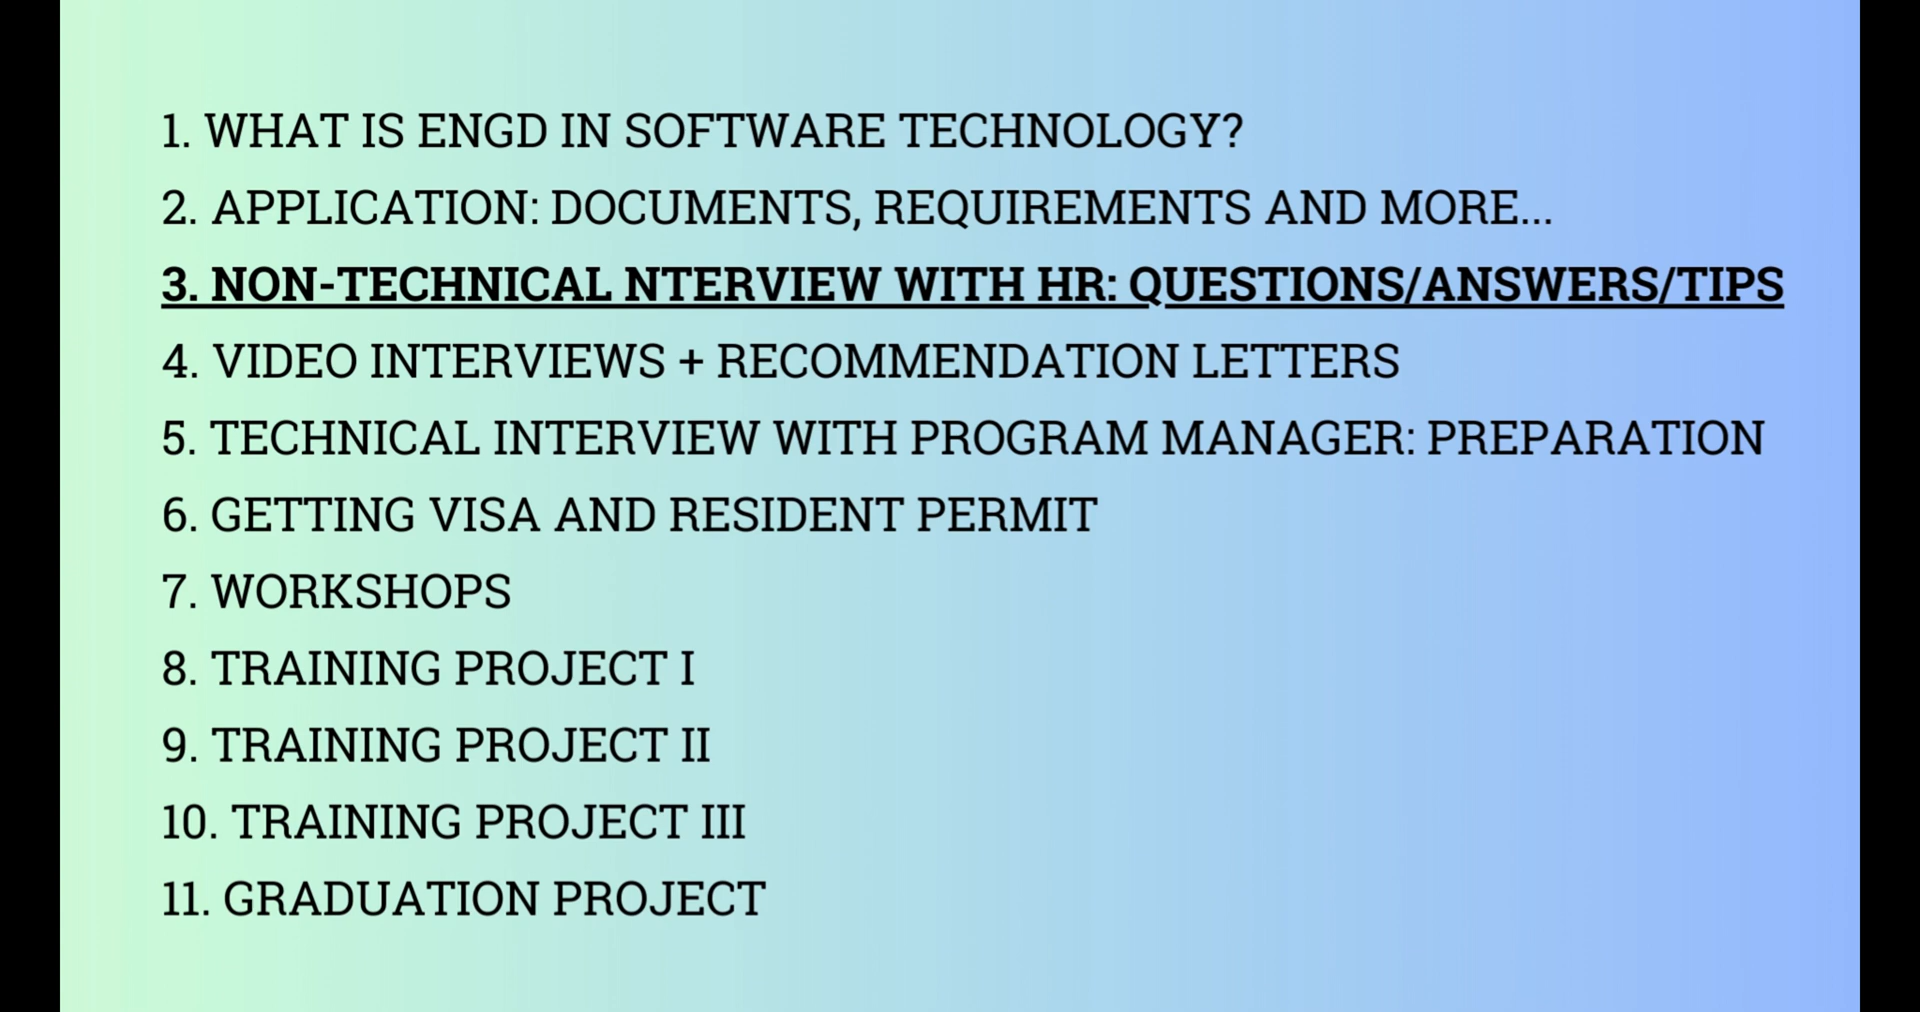 1. WHAT IS ENGD IN SOFTWARE TECHNOLOGY?
2. APPLICATION: DOCUMENTS, REQUIREMENTS AND MORE...
3. NON-TECHNICAL NTERVIEW WITH HR: QUESTIONS/ANSWERS/TIPS
4. VIDEO INTERVIEWS + RECOMMENDATION LETTERS
5. TECHNICAL INTERVIEW WITH PROGRAM MANAGER: PREPARATION
6. GETTING VISA AND RESIDENT PERMIT
7. WORKSHOPS
8. TRAINING PROJECT I
9. TRAINING PROJECT II
10. TRAINING PROJECT III
11. GRADUATION PROJECT